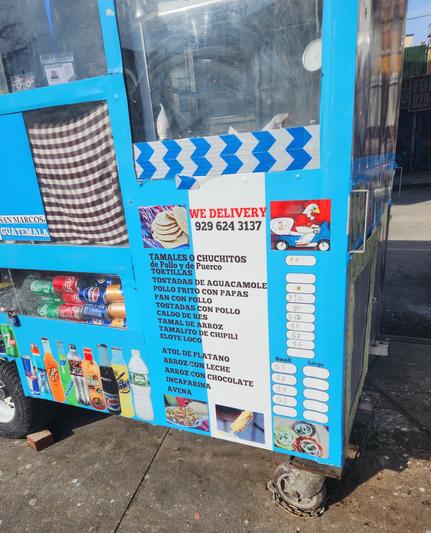 SAN MARCOS
GUATEMALA
WE DELIVERY
929 624 3137
TAMALES O CHUCHITOS
de Pollo y de Puerco
TORTILLAS
TOSTADAS DE AGUACAMOLE
POLLO FRITO CON PAPAS
PAN CON POLLO
TOSTADAS CON POLLO
CALDO DE RES
TAMAL DE ARROZ
TAMALITO DE CHIPILI
ELOTE LOCO
ATOL DE PLATANO
ARROZ CON LECHE
ARROZ CON CHOCOLATE
INCAPARINA
AVENA
Small Large